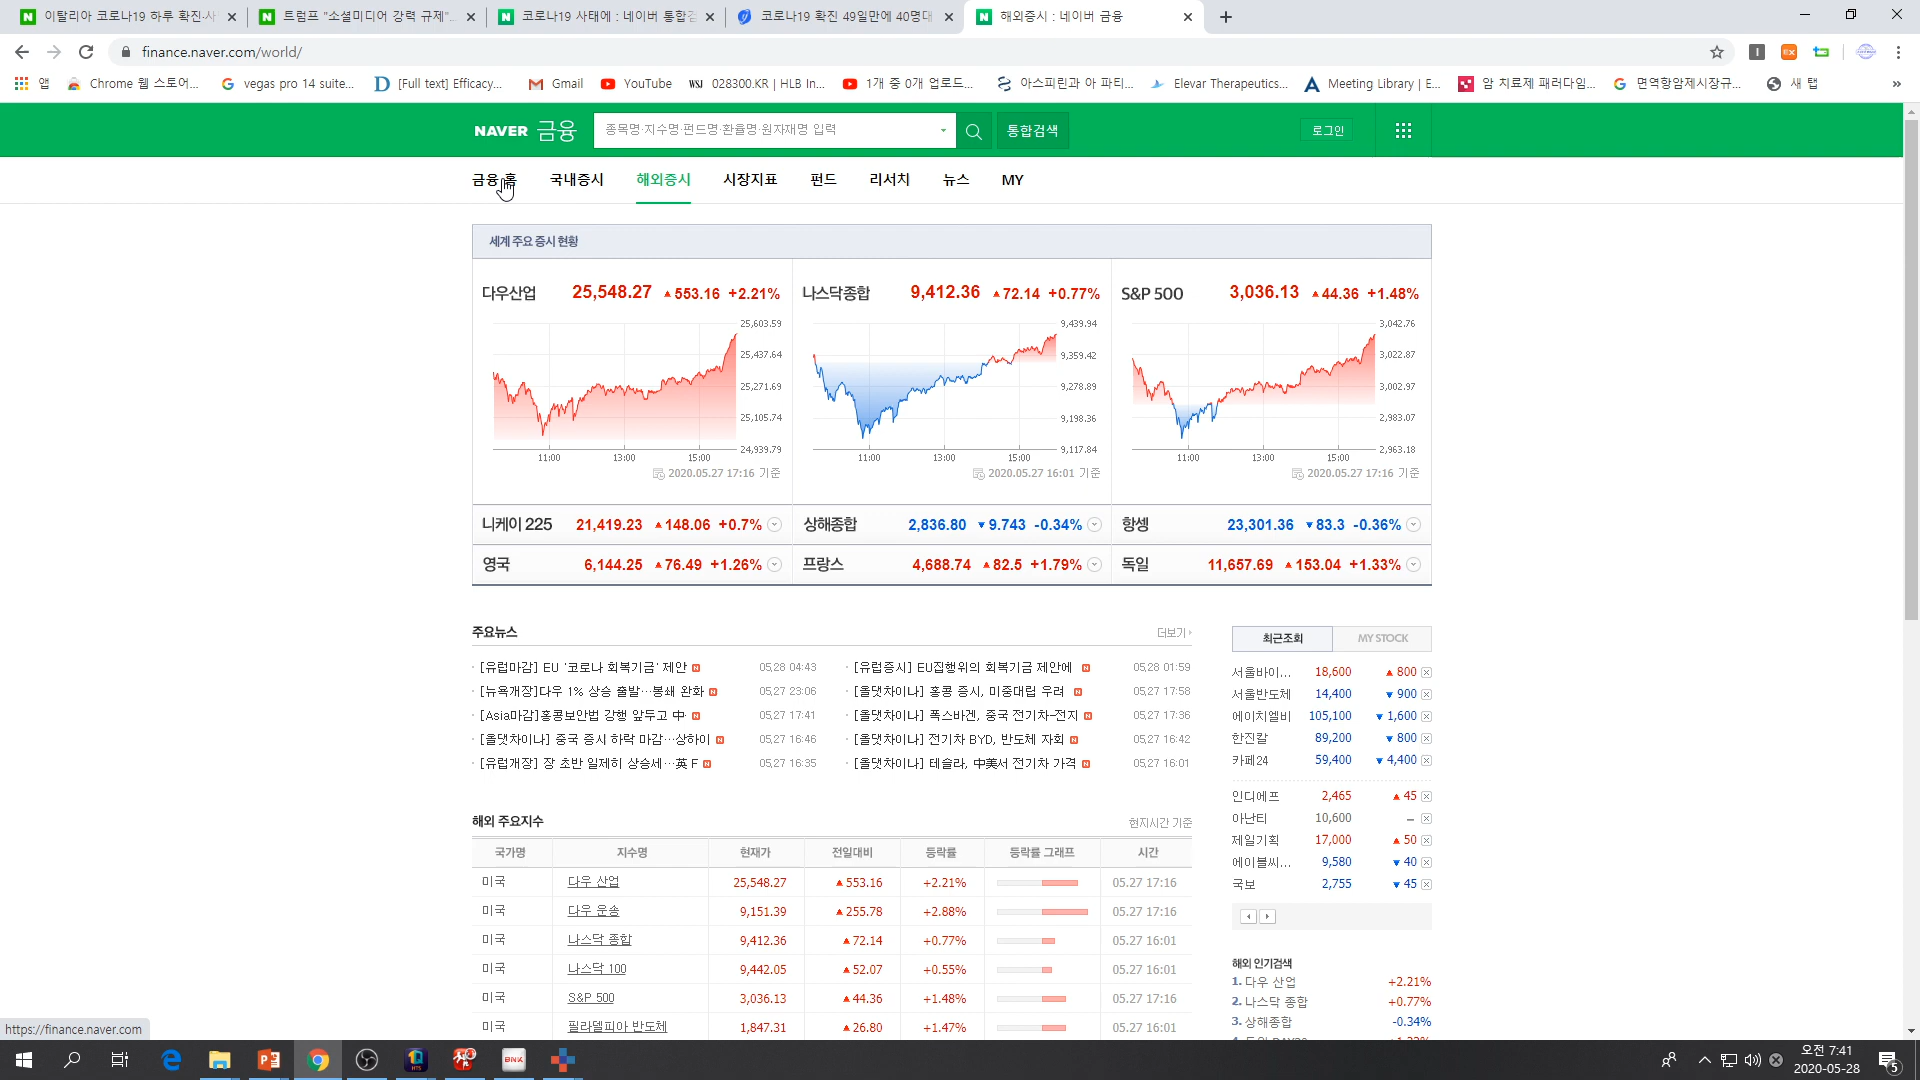 이탈리아 코로나19 하루 확진·사
트럼프 "소셜미디어 강력 규제"...
코로나19 사태에 : 네이버 통합검
코로나19 확진 49일만에 40명대
해외증시 : 네이버 금융
finance.naver.com/world/
앱
Chrome 웹 스토어...
vegas pro 14 suite...
[Full text] Efficacy...
Gmail
YouTube
WSJ 028300.KR | HLB In...
1개 중 0개 업로드...
아스피린과 아 파티...
Elevar Therapeutics...
Meeting Library | E...
암 치료제 패러다임...
면역항암제시장규...
새 탭
NAVER 금융
종목명·지수명·펀드명·환율명·원자재명 입력
통합검색
로그인
금융 홈 국내증시 해외증시 시장지표 펀드 리서치 뉴스 MY
세계 주요 증시 현황
다우산업 25,548.27 ▲553.16 +2.21%
25,603.59
25,437.64
25,271.69
25,105.74
24,939.79
11:00 13:00 15:00
2020.05.27 17:16 기준
나스닥종합 9,412.36 ▲72.14 +0.77%
9,439.94
9,359.42
9,278.89
9,198.36
9,117.84
11:00 13:00 15:00
2020.05.27 16:01 기준
S&P 500 3,036.13 ▲44.36 +1.48%
3,042.76
3,022.87
3,002.97
2,983.07
2,963.18
11:00 13:00 15:00
2020.05.27 17:16 기준
니케이 225 21,419.23 ▲148.06 +0.7%
상해종합 2,836.80 ▼9.743 -0.34%
항셍 23,301.36 ▼83.3 -0.36%
영국 6,144.25 ▲76.49 +1.26%
프랑스 4,688.74 ▲82.5 +1.79%
독일 11,657.69 ▲153.04 +1.33%
주요뉴스 더보기
[유럽마감] EU '코로나 회복기금' 제안 05.28 04:43
[뉴욕개장]다우 1% 상승 출발…봉쇄 완화 05.27 23:06
[Asia마감]홍콩보안법 강행 앞두고 中· 05.27 17:41
[올댓차이나] 중국 증시 하락 마감…상하이 05.27 16:46
[유럽개장] 장 초반 일제히 상승세…英 F 05.27 16:35
[유럽증시] EU집행위의 회복기금 제안에 05.28 01:59
[올댓차이나] 홍콩 증시, 미중대립 우려 05.27 17:58
[올댓차이나] 폭스바겐, 중국 전기차-전지 05.27 17:36
[올댓차이나] 전기차 BYD, 반도체 자회 05.27 16:42
[올댓차이나] 테슬라, 中美서 전기차 가격 05.27 16:01
최근조회 MY STOCK
서울바이... 18,600 ▲800
서울반도체 14,400 ▼900
에이치엘비 105,100 ▼1,600
한진칼 89,200 ▼800
카페24 59,400 ▼4,400
인디에프 2,465 ▲45
아난티 10,600 –
제일기획 17,000 ▲50
에이블씨... 9,580 ▼40
국보 2,755 ▼45
해외 주요지수 현지시간 기준
국가명 지수명 현재가 전일대비 등락률 등락률 그래프 시간
미국 다우 산업 25,548.27 ▲553.16 +2.21% 05.27 17:16
미국 다우 운송 9,151.39 ▲255.78 +2.88% 05.27 17:16
미국 나스닥 종합 9,412.36 ▲72.14 +0.77% 05.27 16:01
미국 나스닥 100 9,442.05 ▲52.07 +0.55% 05.27 16:01
미국 S&P 500 3,036.13 ▲44.36 +1.48% 05.27 17:16
미국 필라델피아 반도체 1,847.31 ▲26.80 +1.47% 05.27 16:01
해외 인기검색
1. 다우 산업 +2.21%
2. 나스닥 종합 +0.77%
3. 상해종합 -0.34%
https://finance.naver.com
BNK
오전 7:41
2020-05-28
5